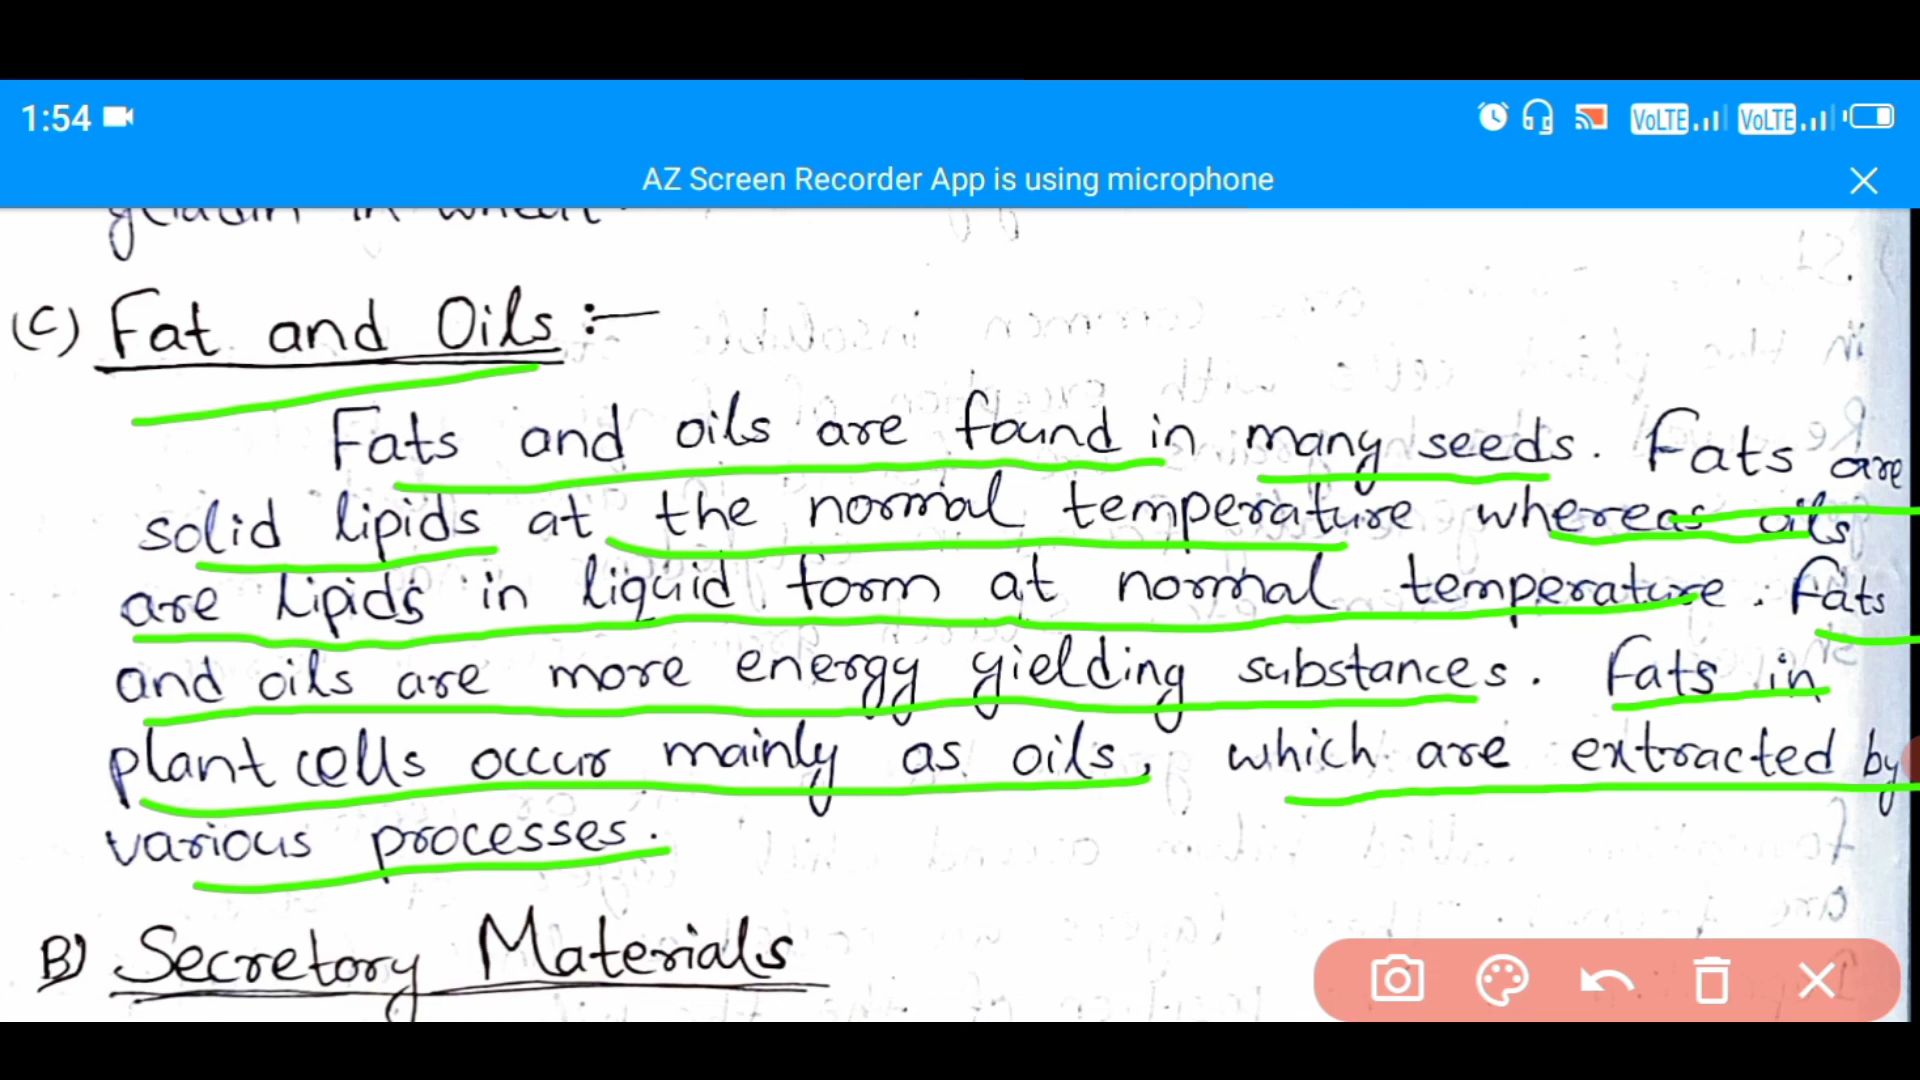 1:54
VoLTE VoLTE
AZ Screen Recorder App is using microphone
gliadin in wheat.
(C) Fat and Oils :-
Fats and oils are found in many seeds. Fats are
solid lipids at the normal temperature whereas oils
are lipids in liquid form at normal temperature. Fats
and oils are more energy yielding substances. Fats in
plant cells occur mainly as oils, which are extracted by
various processes.
B) Secretory Materials